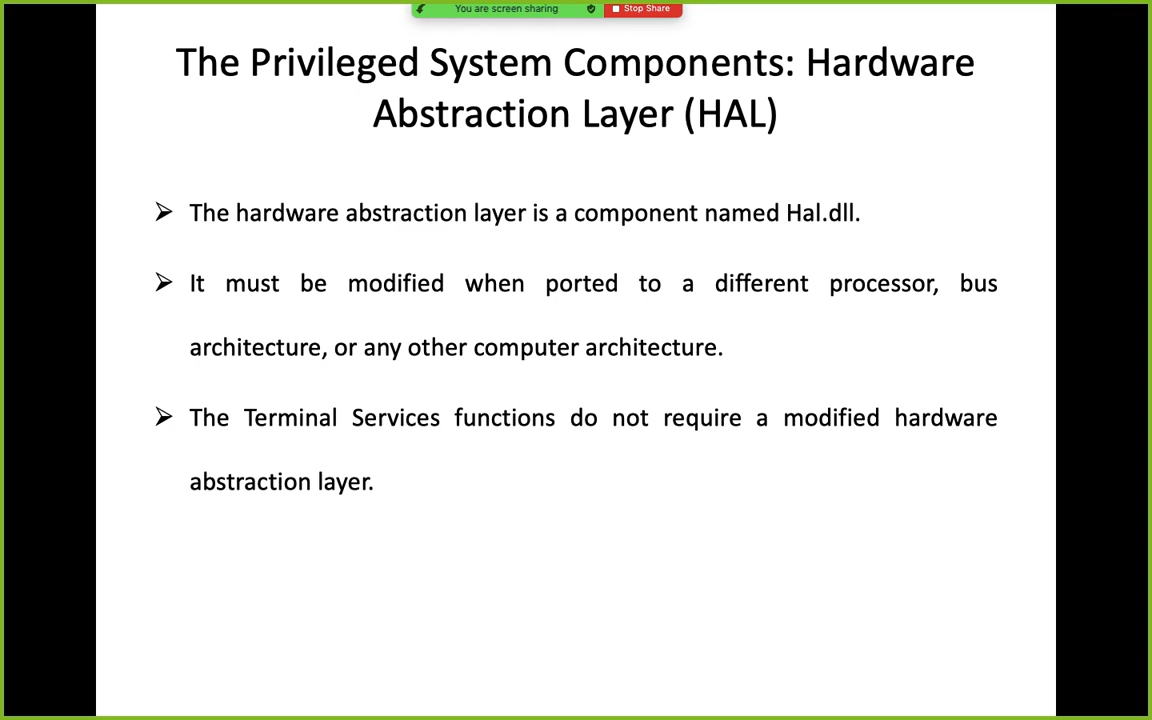 You are screen sharing Stop Share
The Privileged System Components: Hardware
Abstraction Layer (HAL)
➢ The hardware abstraction layer is a component named Hal.dll.
➢ It must be modified when ported to a different processor, bus
architecture, or any other computer architecture.
➢ The Terminal Services functions do not require a modified hardware
abstraction layer.